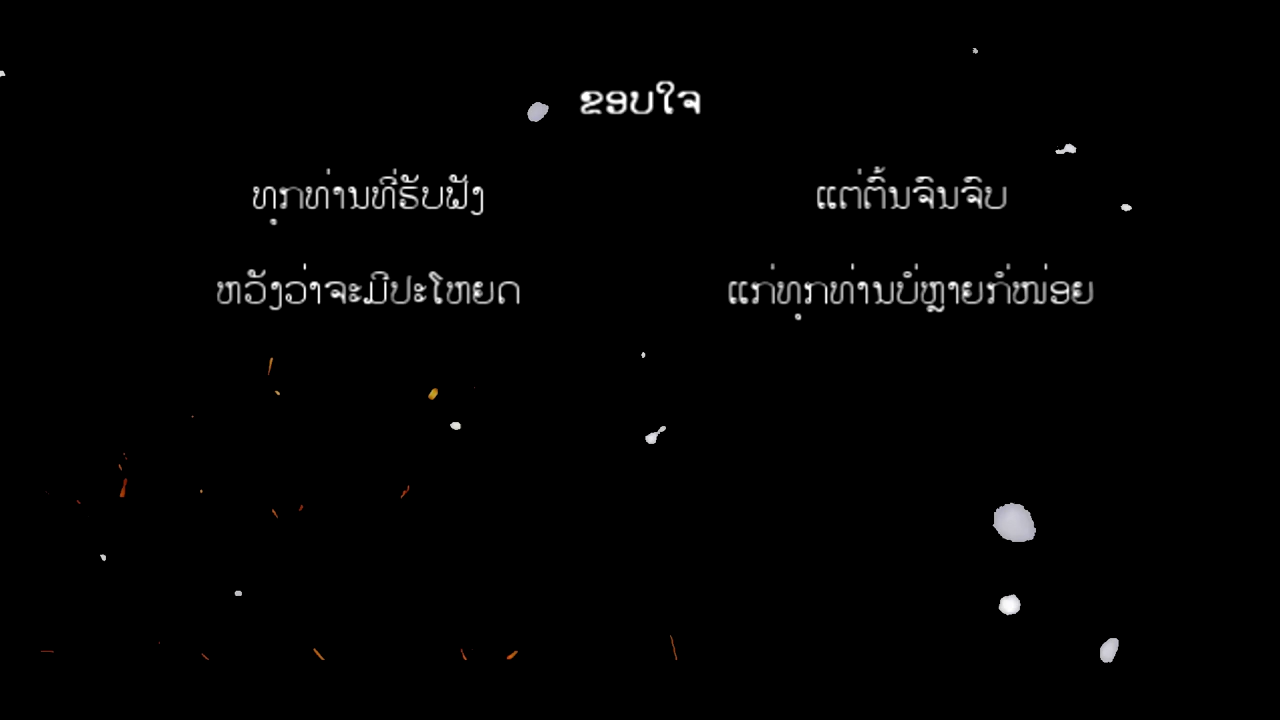 ຂອບໃຈ
ທຸກທ່ານທີ່ຮັບຟັງ ແຕ່ຕົ້ນຈົນຈົບ
ຫວັງວ່າຈະມີປະໂຫຍດ ແກ່ທຸກທ່ານບໍ່ຫຼາຍກໍ່ໜ່ອຍ